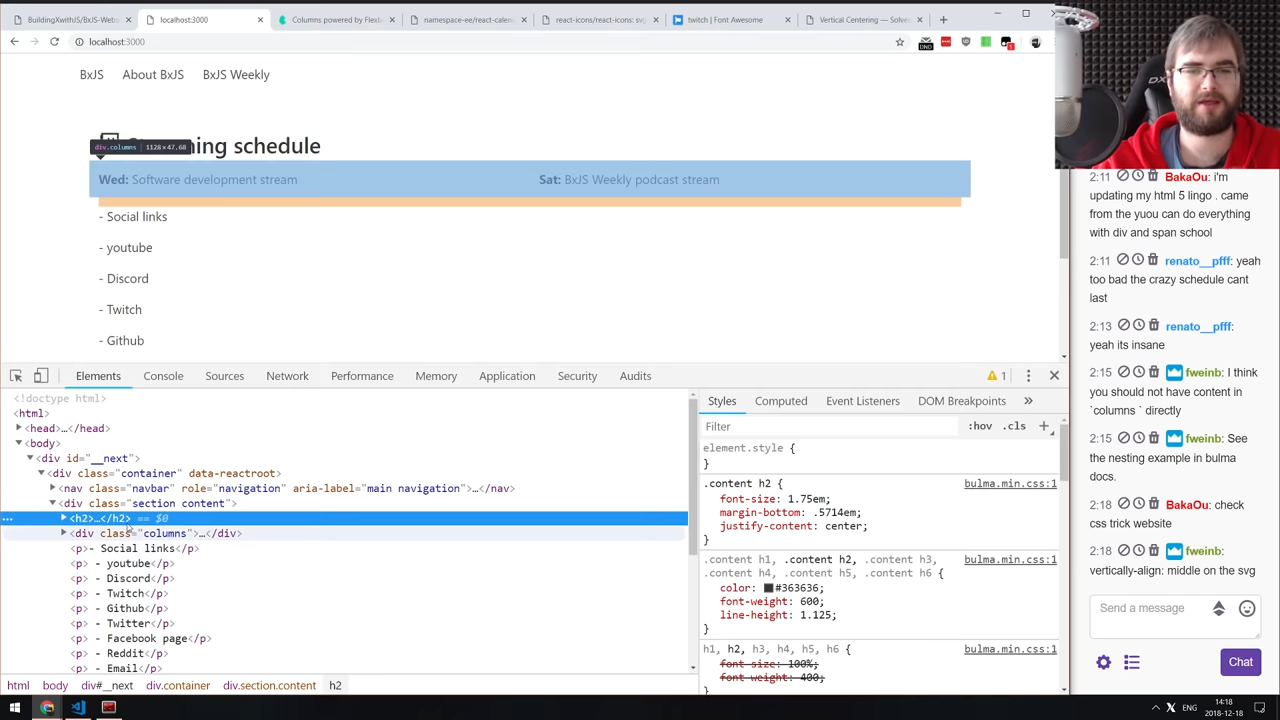 BuildingXwithJS/BxJS-Webs
localhost:3000
Columns powered by Flexb
namespace-ee/react-calen
react-icons/react-icons: svg
twitch | Font Awesome
Vertical Centering — Solve
localhost:3000
DND
1
BxJS About BxJS BxJS Weekly
ing schedule
div.columns | 1128×47.68
Wed: Software development stream
Sat: BxJS Weekly podcast stream
- Social links
- youtube
- Discord
- Twitch
- Github
Elements Console Sources Network Performance Memory Application Security Audits 1
<!doctype html>
<html>
<head>…</head>
<body>
<div id="__next">
<div class="container" data-reactroot>
<nav class="navbar" role="navigation" aria-label="main navigation">…</nav>
<div class="section content">
<h2>…</h2> == $0
<div class="columns">…</div>
<p>- Social links</p>
<p> - youtube</p>
<p> - Discord</p>
<p> - Twitch</p>
<p> - Github</p>
<p> - Twitter</p>
<p> - Facebook page</p>
<p> - Reddit</p>
<p> - Email</p>
html body div#__next div.container div.section.content h2
Styles Computed Event Listeners DOM Breakpoints »
Filter :hov .cls +
element.style {
}
.content h2 { bulma.min.css:1
font-size: 1.75em;
margin-bottom: .5714em;
justify-content: center;
}
.content h1, .content h2, .content h3, bulma.min.css:1
.content h4, .content h5, .content h6 {
color: #363636;
font-weight: 600;
line-height: 1.125;
}
h1, h2, h3, h4, h5, h6 { bulma.min.css:1
font-size: 100%;
font-weight: 400;
}
DX
2:11 BakaOu: i'm
updating my html 5 lingo . came
from the yuou can do everything
with div and span school
2:11 renato__pfff: yeah
too bad the crazy schedule cant
last
2:13 renato__pfff:
yeah its insane
2:15 fweinb: I think
you should not have content in
`columns ` directly
2:15 fweinb: See
the nesting example in bulma
docs.
2:18 BakaOu: check
css trick website
2:18 fweinb:
vertically-align: middle on the svg
Send a message
Chat
ENG
14:18
2018-12-18